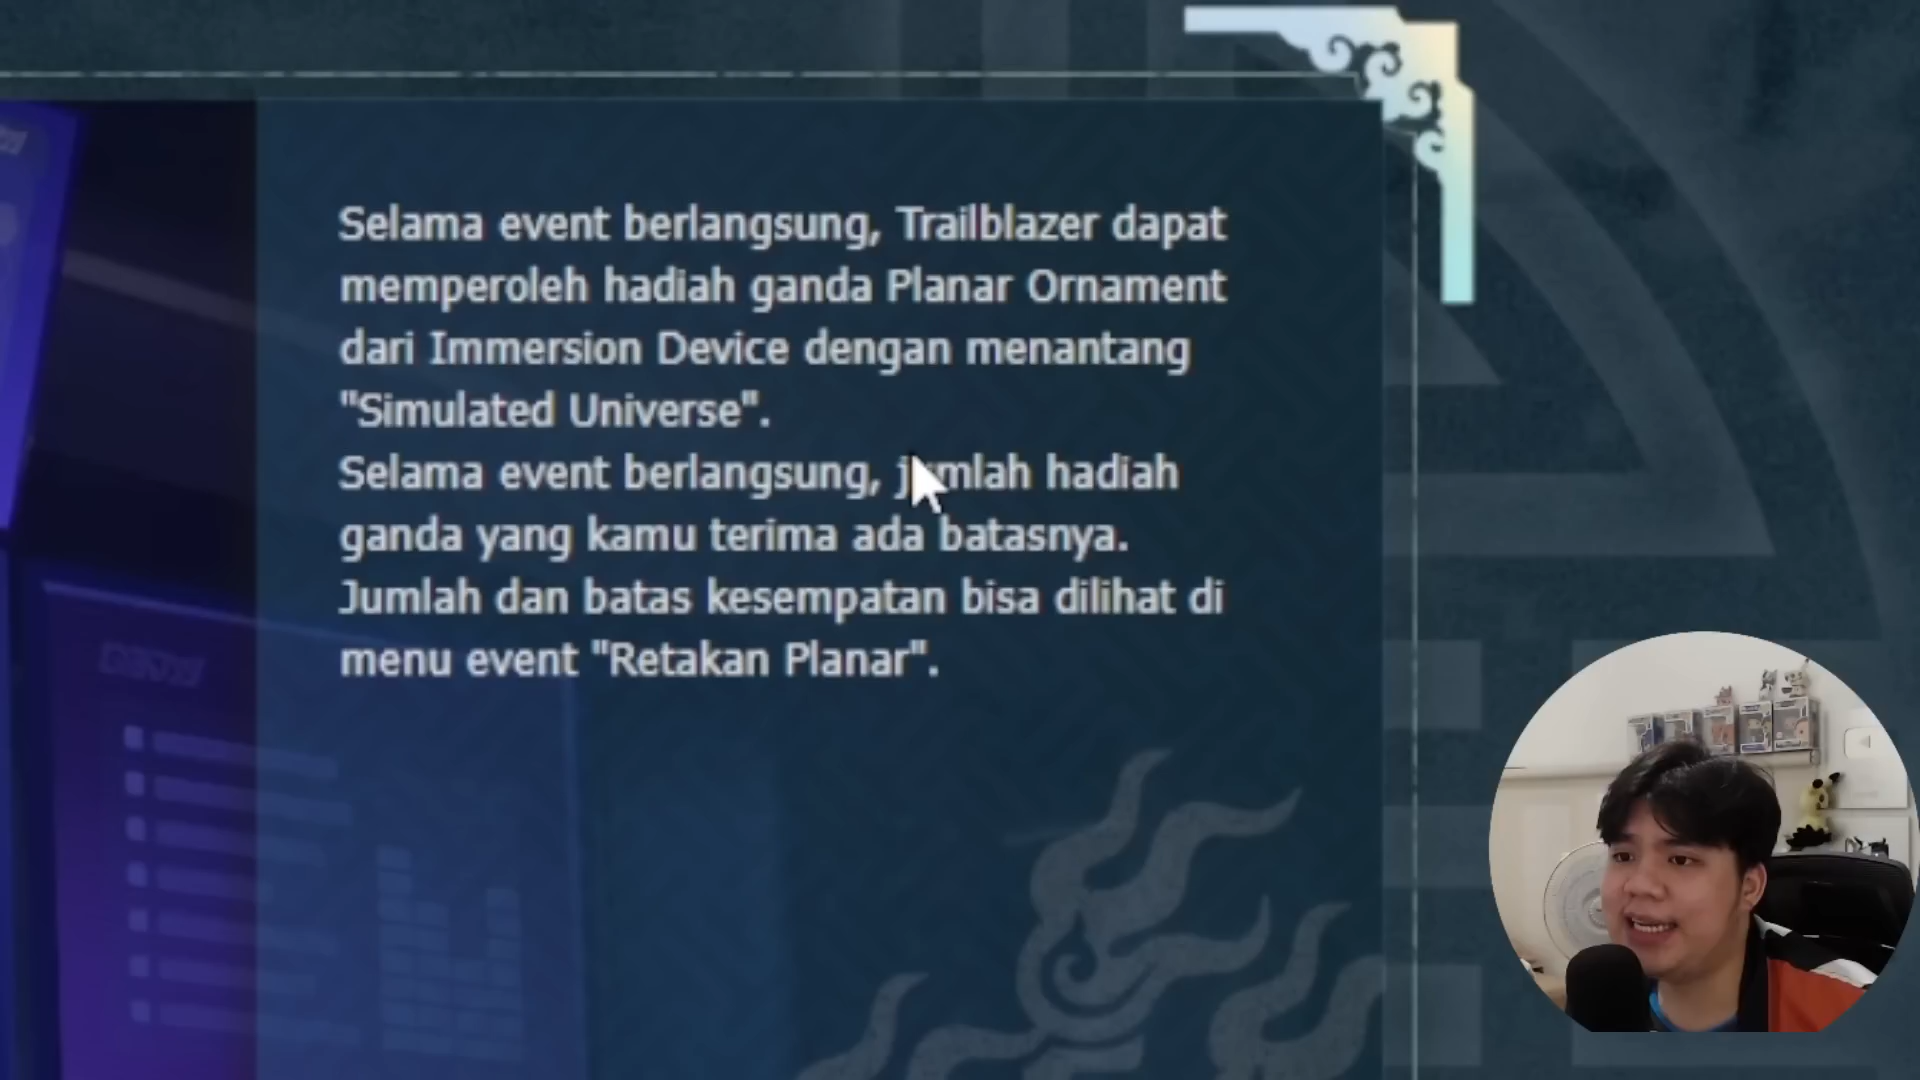 Selama event berlangsung, Trailblazer dapat
memperoleh hadiah ganda Planar Ornament
dari Immersion Device dengan menantang
"Simulated Universe".
Selama event berlangsung, jumlah hadiah
ganda yang kamu terima ada batasnya.
Jumlah dan batas kesempatan bisa dilihat di
menu event "Retakan Planar".